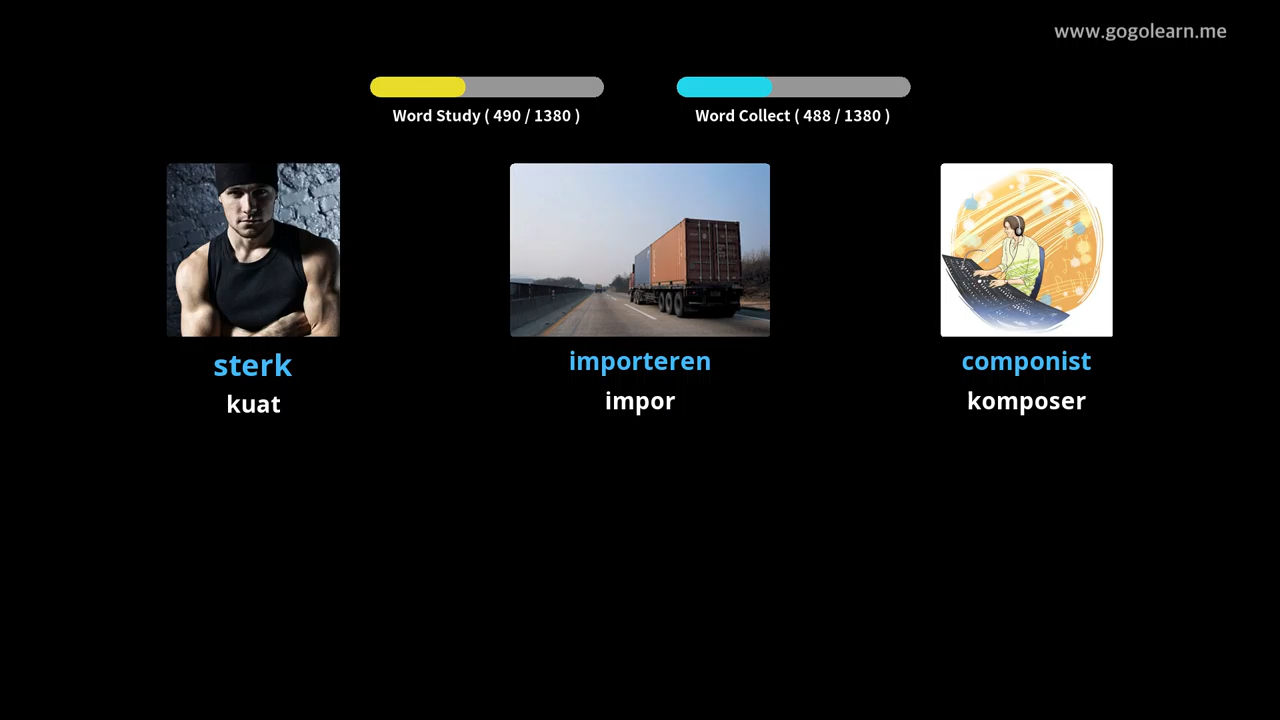 www.gogolearn.me
Word Study ( 490 / 1380 )
Word Collect ( 488 / 1380 )
sterk
kuat
importeren
impor
componist
komposer